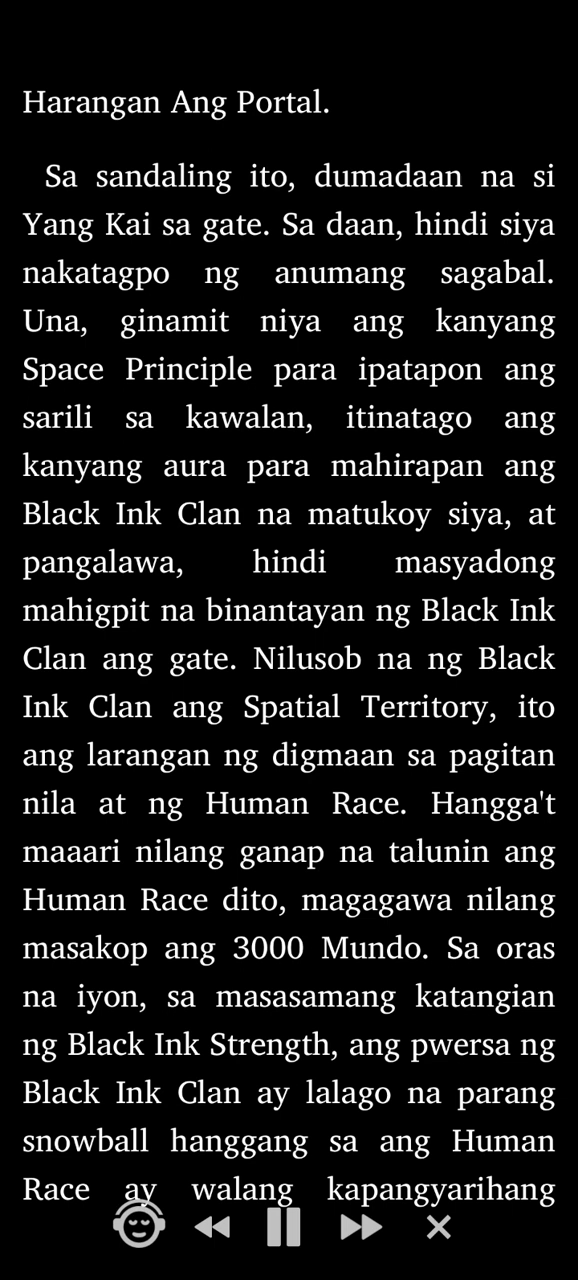 Harangan Ang Portal.
Sa sandaling ito, dumadaan na si
Yang Kai sa gate. Sa daan, hindi siya
nakatagpo ng anumang sagabal.
Una, ginamit niya ang kanyang
Space Principle para ipatapon ang
sarili sa kawalan, itinatago ang
kanyang aura para mahirapan ang
Black Ink Clan na matukoy siya, at
pangalawa, hindi masyadong
mahigpit na binantayan ng Black Ink
Clan ang gate. Nilusob na ng Black
Ink Clan ang Spatial Territory, ito
ang larangan ng digmaan sa pagitan
nila at ng Human Race. Hangga't
maaari nilang ganap na talunin ang
Human Race dito, magagawa nilang
masakop ang 3000 Mundo. Sa oras
na iyon, sa masasamang katangian
ng Black Ink Strength, ang pwersa ng
Black Ink Clan ay lalago na parang
snowball hanggang sa ang Human
Race ay walang kapangyarihang